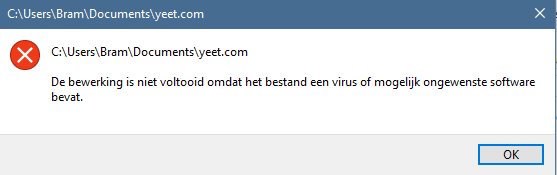 C:\Users\Bram\Documents\yeet.com
C:\Users\Bram\Documents\yeet.com
De bewerking is niet voltooid omdat het bestand een virus of mogelijk ongewenste software
bevat.
OK